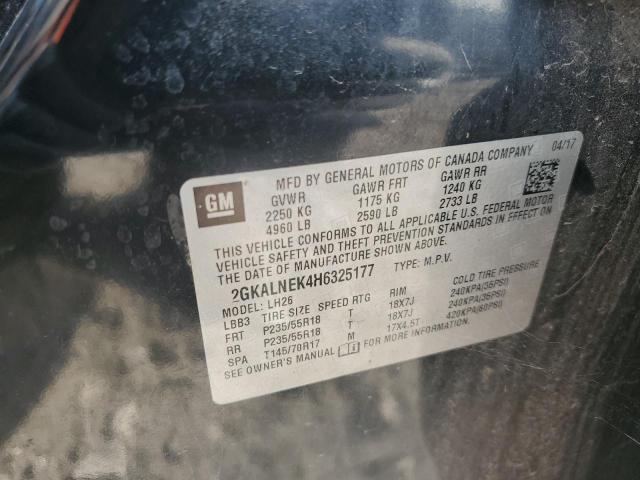 04/17
MFD BY GENERAL MOTORS OF CANADA COMPANY
GM
GVWR GAWR FRT GAWR RR
2250 KG 1175 KG 1240 KG
4960 LB 2590 LB 2733 LB
THIS VEHICLE CONFORMS TO ALL APPLICABLE U.S. FEDERAL MOTOR
VEHICLE SAFETY AND THEFT PREVENTION STANDARDS IN EFFECT ON
THE DATE OF MANUFACTURE SHOWN ABOVE.
2GKALNEK4H6325177 TYPE: M.P.V.
MODEL: LH26
LBB3 TIRE SIZE SPEED RTG RIM COLD TIRE PRESSURE
FRT P235/55R18 T 18X7J 240KPA(35PSI)
RR P235/55R18 T 18X7J 240KPA(35PSI)
SPA T145/70R17 M 17X4.5T 420KPA(60PSI)
SEE OWNER'S MANUAL FOR MORE INFORMATION.